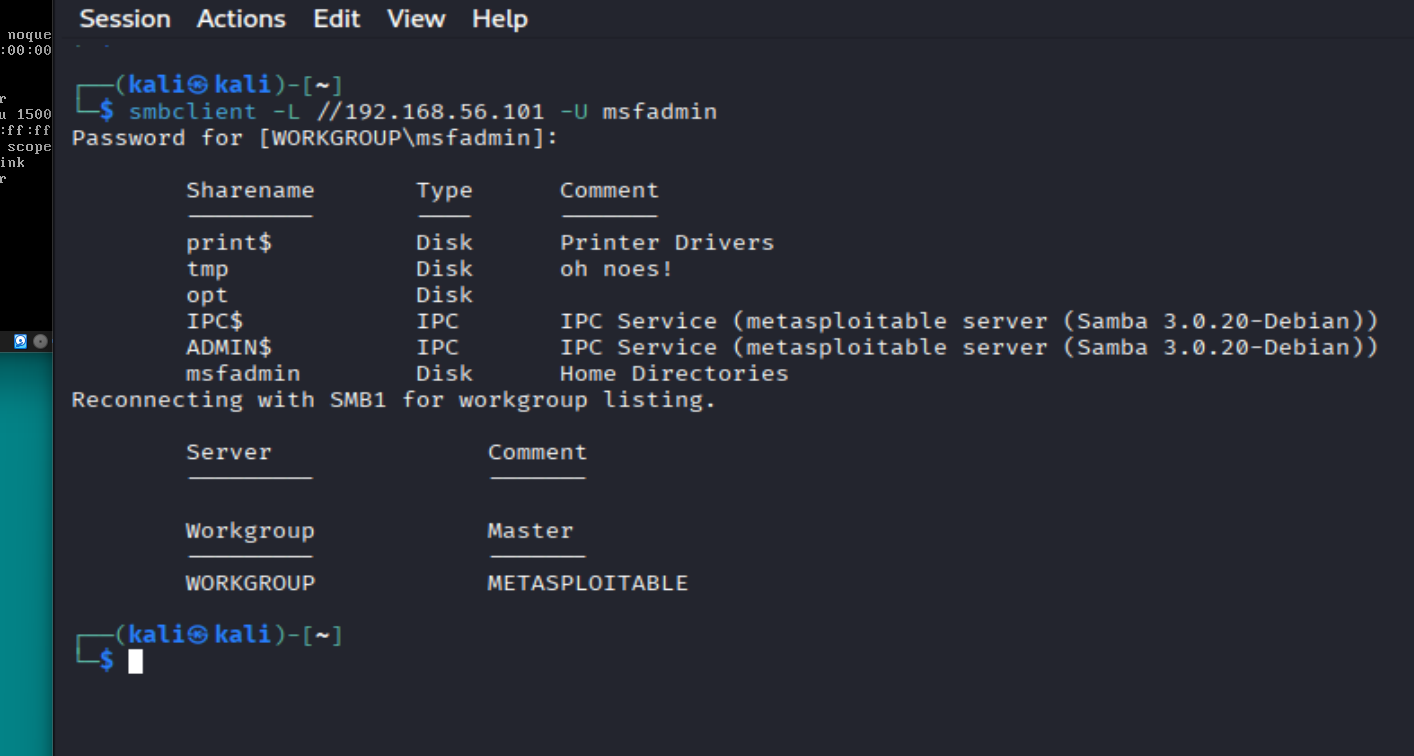 Session Actions Edit View Help
noque
:00:00
r
u 1500
:ff:ff
scope
ink
r
┌──(kali㉿kali)-[~]
└─$ smbclient -L //192.168.56.101 -U msfadmin
Password for [WORKGROUP\msfadmin]:
Sharename Type Comment
--------- ---- -------
print$ Disk Printer Drivers
tmp Disk oh noes!
opt Disk
IPC$ IPC IPC Service (metasploitable server (Samba 3.0.20-Debian))
ADMIN$ IPC IPC Service (metasploitable server (Samba 3.0.20-Debian))
msfadmin Disk Home Directories
Reconnecting with SMB1 for workgroup listing.
Server Comment
--------- -------
Workgroup Master
--------- -------
WORKGROUP METASPLOITABLE
┌──(kali㉿kali)-[~]
└─$